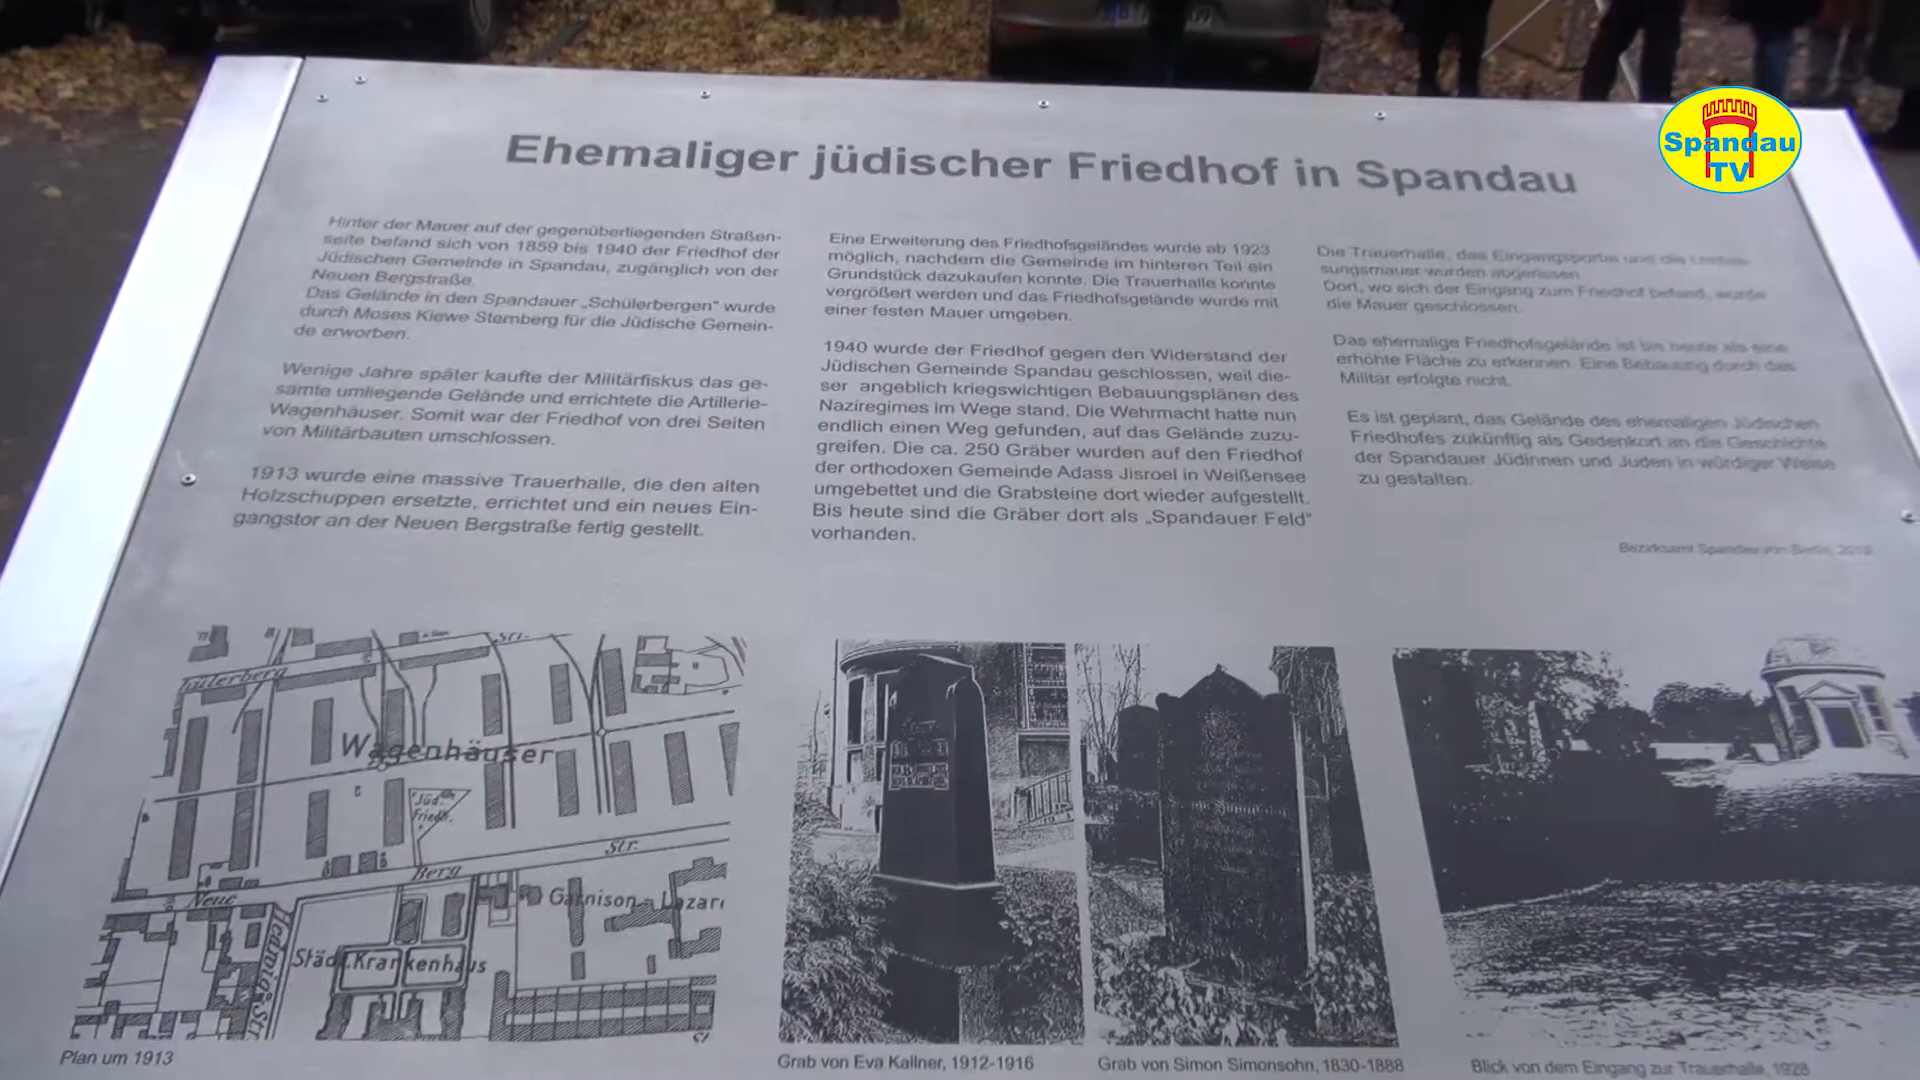 Spandau
TV
Ehemaliger jüdischer Friedhof in Spandau
Hinter der Mauer auf der gegenüberliegenden Straßen-
seite befand sich von 1859 bis 1940 der Friedhof der
Jüdischen Gemeinde in Spandau, zugänglich von der
Neuen Bergstraße.
Das Gelände in den Spandauer „Schülerbergen" wurde
durch Moses Kiewe Sternberg für die Jüdische Gemein-
de erworben.
Wenige Jahre später kaufte der Militärfiskus das ge-
samte umliegende Gelände und errichtete die Artillerie-
Wagenhäuser. Somit war der Friedhof von drei Seiten
von Militärbauten umschlossen.
1913 wurde eine massive Trauerhalle, die den alten
Holzschuppen ersetzte, errichtet und ein neues Ein-
gangstor an der Neuen Bergstraße fertig gestellt.
Eine Erweiterung des Friedhofsgeländes wurde ab 1923
möglich, nachdem die Gemeinde im hinteren Teil ein
Grundstück dazukaufen konnte. Die Trauerhalle konnte
vergrößert werden und das Friedhofsgelände wurde mit
einer festen Mauer umgeben.
1940 wurde der Friedhof gegen den Widerstand der
Jüdischen Gemeinde Spandau geschlossen, weil die-
ser angeblich kriegswichtigen Bebauungsplänen des
Naziregimes im Wege stand. Die Wehrmacht hatte nun
endlich einen Weg gefunden, auf das Gelände zuzu-
greifen. Die ca. 250 Gräber wurden auf den Friedhof
der orthodoxen Gemeinde Adass Jisroel in Weißensee
umgebettet und die Grabsteine dort wieder aufgestellt.
Bis heute sind die Gräber dort als „Spandauer Feld"
vorhanden.
Die Trauerhalle, das Eingangsportal und die
sungsmauer wurden abgerissen.
Dort, wo sich der Eingang zum Friedhof befand, wurde
die Mauer geschlossen.
Das ehemalige Friedhofsgelände ist bis heute als eine
erhöhte Fläche zu erkennen. Eine Bebauung durch das
Militär erfolgte nicht.
Es ist geplant, das Gelände des ehemaligen Jüdischen
Friedhofes zukünftig als Gedenkort an die Geschichte
der Spandauer Jüdinnen und Juden in würdiger Weise
zu gestalten.
Bezirksamt Spandau von Berlin,
Str.
Wagenhäuser
Jüd.
Friedh.
Neue Berg Str.
Garnison-Lazar
Hedwig Str
Städ. Krankenhaus
Plan um 1913
Grab von Eva Kallner, 1912-1916
Grab von Simon Simonsohn, 1830-1888
Blick von dem Eingang zur Trauerhalle, 1928